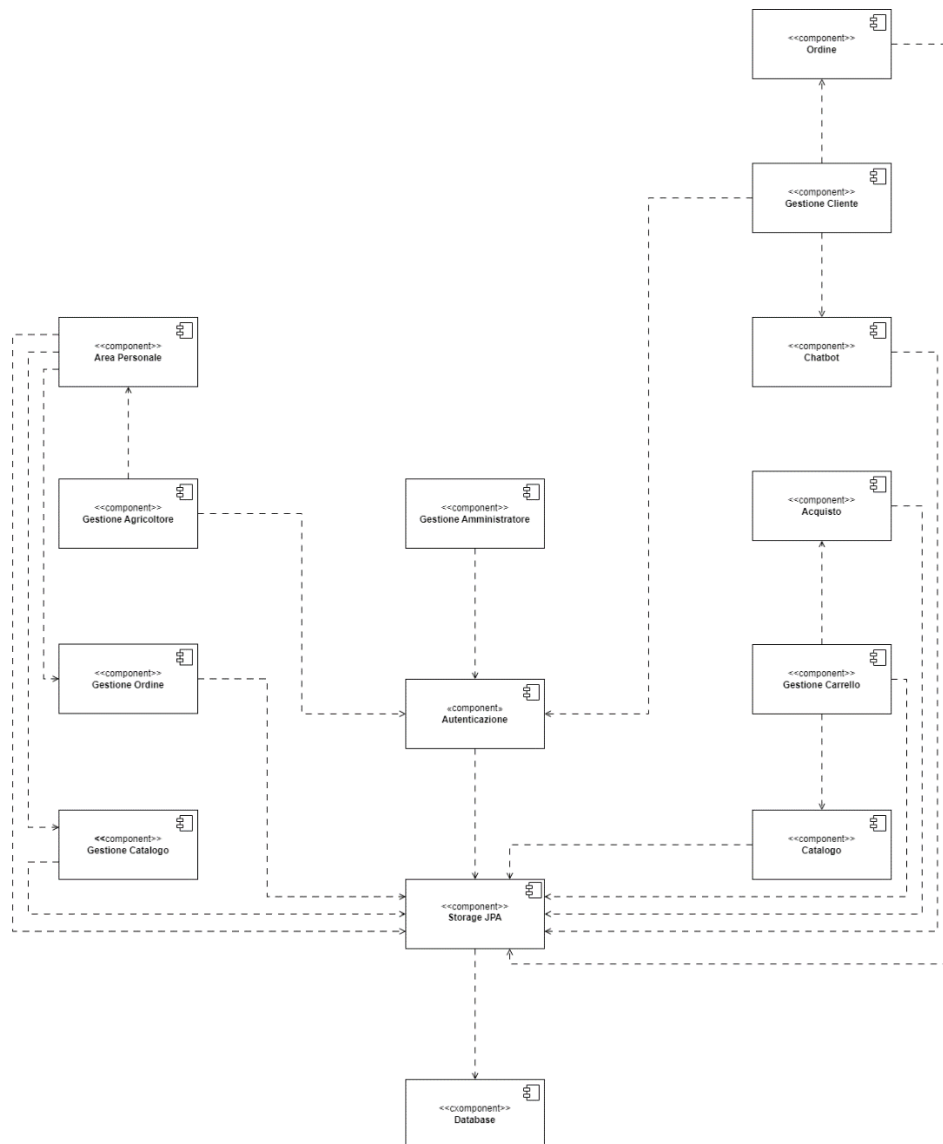 <<component>>
Ordine
<<component>>
Gestione Cliente
<<component>>
Area Personale
<<component>>
Chatbot
<<component>>
Gestione Agricoltore
<<component>>
Gestione Amministratore
<<component>>
Acquisto
<<component>>
Gestione Ordine
«component»
Autenticazione
<<component>>
Gestione Carrello
<<component>>
Gestione Catalogo
<<component>>
Catalogo
<<component>>
Storage JPA
<<cxomponent>>
Database